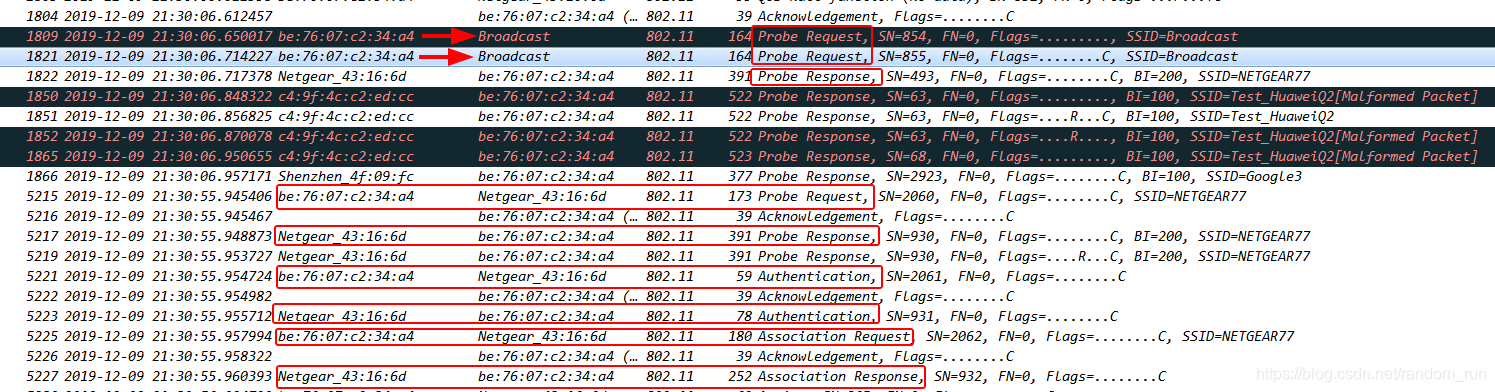 1804 2019-12-09 21:30:06.612457 be:76:07:c2:34:a4 (… 802.11 39 Acknowledgement, Flags=........C
1809 2019-12-09 21:30:06.650017 be:76:07:c2:34:a4 Broadcast 802.11 164 Probe Request, SN=854, FN=0, Flags=........., SSID=Broadcast
1821 2019-12-09 21:30:06.714227 be:76:07:c2:34:a4 Broadcast 802.11 164 Probe Request, SN=855, FN=0, Flags=........C, SSID=Broadcast
1822 2019-12-09 21:30:06.717378 Netgear_43:16:6d be:76:07:c2:34:a4 802.11 391 Probe Response, SN=493, FN=0, Flags=........C, BI=200, SSID=NETGEAR77
1850 2019-12-09 21:30:06.848322 c4:9f:4c:c2:ed:cc be:76:07:c2:34:a4 802.11 522 Probe Response, SN=63, FN=0, Flags=........., BI=100, SSID=Test_HuaweiQ2[Malformed Packet]
1851 2019-12-09 21:30:06.856825 c4:9f:4c:c2:ed:cc be:76:07:c2:34:a4 802.11 522 Probe Response, SN=63, FN=0, Flags=....R...C, BI=100, SSID=Test_HuaweiQ2
1852 2019-12-09 21:30:06.870078 c4:9f:4c:c2:ed:cc be:76:07:c2:34:a4 802.11 522 Probe Response, SN=63, FN=0, Flags=....R...., BI=100, SSID=Test_HuaweiQ2[Malformed Packet]
1865 2019-12-09 21:30:06.950655 c4:9f:4c:c2:ed:cc be:76:07:c2:34:a4 802.11 523 Probe Response, SN=68, FN=0, Flags=........., BI=100, SSID=Test_HuaweiQ2[Malformed Packet]
1866 2019-12-09 21:30:06.957171 Shenzhen_4f:09:fc be:76:07:c2:34:a4 802.11 377 Probe Response, SN=2923, FN=0, Flags=........C, BI=100, SSID=Google3
5215 2019-12-09 21:30:55.945406 be:76:07:c2:34:a4 Netgear_43:16:6d 802.11 173 Probe Request, SN=2060, FN=0, Flags=........C, SSID=NETGEAR77
5216 2019-12-09 21:30:55.945467 be:76:07:c2:34:a4 (… 802.11 39 Acknowledgement, Flags=........C
5217 2019-12-09 21:30:55.948873 Netgear_43:16:6d be:76:07:c2:34:a4 802.11 391 Probe Response, SN=930, FN=0, Flags=........C, BI=200, SSID=NETGEAR77
5219 2019-12-09 21:30:55.953727 Netgear_43:16:6d be:76:07:c2:34:a4 802.11 391 Probe Response, SN=930, FN=0, Flags=....R...C, BI=200, SSID=NETGEAR77
5221 2019-12-09 21:30:55.954724 be:76:07:c2:34:a4 Netgear_43:16:6d 802.11 59 Authentication, SN=2061, FN=0, Flags=........C
5222 2019-12-09 21:30:55.954982 be:76:07:c2:34:a4 (… 802.11 39 Acknowledgement, Flags=........C
5223 2019-12-09 21:30:55.955712 Netgear_43:16:6d be:76:07:c2:34:a4 802.11 78 Authentication, SN=931, FN=0, Flags=........C
5225 2019-12-09 21:30:55.957994 be:76:07:c2:34:a4 Netgear_43:16:6d 802.11 180 Association Request, SN=2062, FN=0, Flags=........C, SSID=NETGEAR77
5226 2019-12-09 21:30:55.958322 be:76:07:c2:34:a4 (… 802.11 39 Acknowledgement, Flags=........C
5227 2019-12-09 21:30:55.960393 Netgear_43:16:6d be:76:07:c2:34:a4 802.11 252 Association Response, SN=932, FN=0, Flags=........C
https://blog.csdn.net/random_run